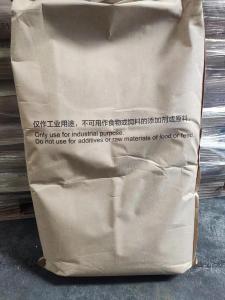 仅作工业用途，不可用作食物或饲料的添加剂或原料。
Only use for industrial purpose.
Do not use for additives or raw materials of food or feed.